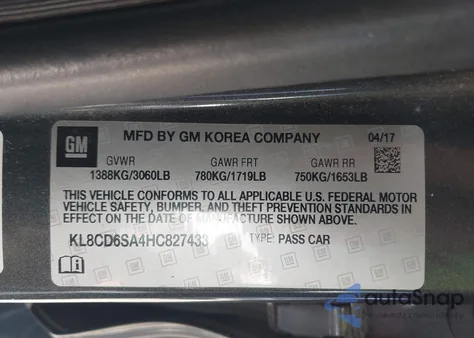 GM
MFD BY GM KOREA COMPANY
04/17
GVWR GAWR FRT GAWR RR
1388KG/3060LB 780KG/1719LB 750KG/1653LB
THIS VEHICLE CONFORMS TO ALL APPLICABLE U.S. FEDERAL MOTOR
VEHICLE SAFETY, BUMPER, AND THEFT PREVENTION STANDARDS
IN EFFECT ON THE DATE OF MANUFACTURE SHOWN ABOVE.
KL8CD6SA4HC827433 TYPE: PASS CAR
autoSnap